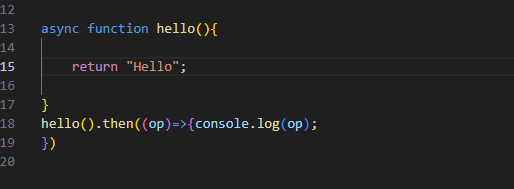 12
13 async function hello(){
14
15 return "Hello";
16
17 }
18 hello().then((op)=>{console.log(op);
19 })
20